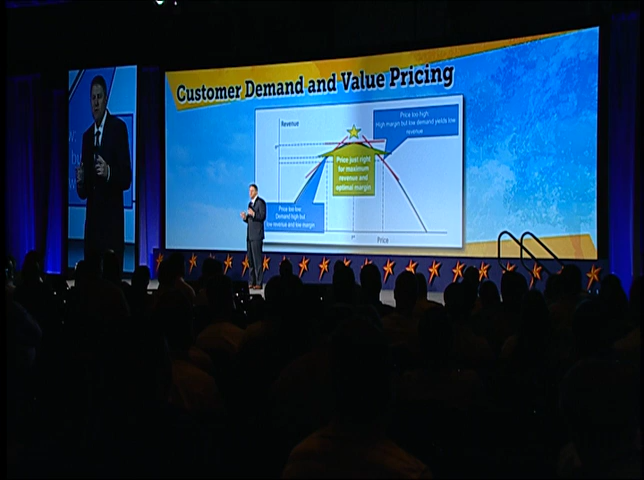 Customer Demand and Value Pricing
Revenue
Price too high:
High margin but low demand yields low
revenue
Price just right
for maximum
revenue and
optimal margin
Price too low:
Demand high but
low revenue and low margin
Price